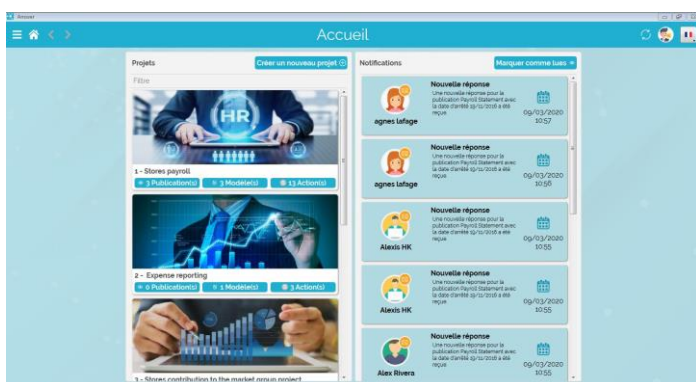 Accueil
Projets
Créer un nouveau projet
Filtre
HR
1 - Stores payroll
3 Publication(s)
3 Modèle(s)
13 Action(s)
2 - Expense reporting
0 Publication(s)
1 Modèle(s)
3 Action(s)
3 - Stores contribution to the market group project
Notifications
Marquer comme lues
Nouvelle réponse
Une nouvelle réponse pour la
publication Payroll Statement avec
la date d'arrêté 19/11/2016 a été
reçue
agnes lafage
09/03/2020
10:57
Nouvelle réponse
Une nouvelle réponse pour la
publication Payroll Statement avec
la date d'arrêté 19/11/2016 a été
reçue
agnes lafage
09/03/2020
10:56
Nouvelle réponse
Une nouvelle réponse pour la
publication Payroll Statement avec
la date d'arrêté 19/11/2016 a été
reçue
Alexis HK
09/03/2020
10:55
Nouvelle réponse
Une nouvelle réponse pour la
publication Payroll Statement avec
la date d'arrêté 19/11/2016 a été
reçue
Alexis HK
09/03/2020
10:55
Nouvelle réponse
Une nouvelle réponse pour la
publication Payroll Statement avec
la date d'arrêté 19/11/2016 a été
reçue
Alex Rivera
09/03/2020
10:55